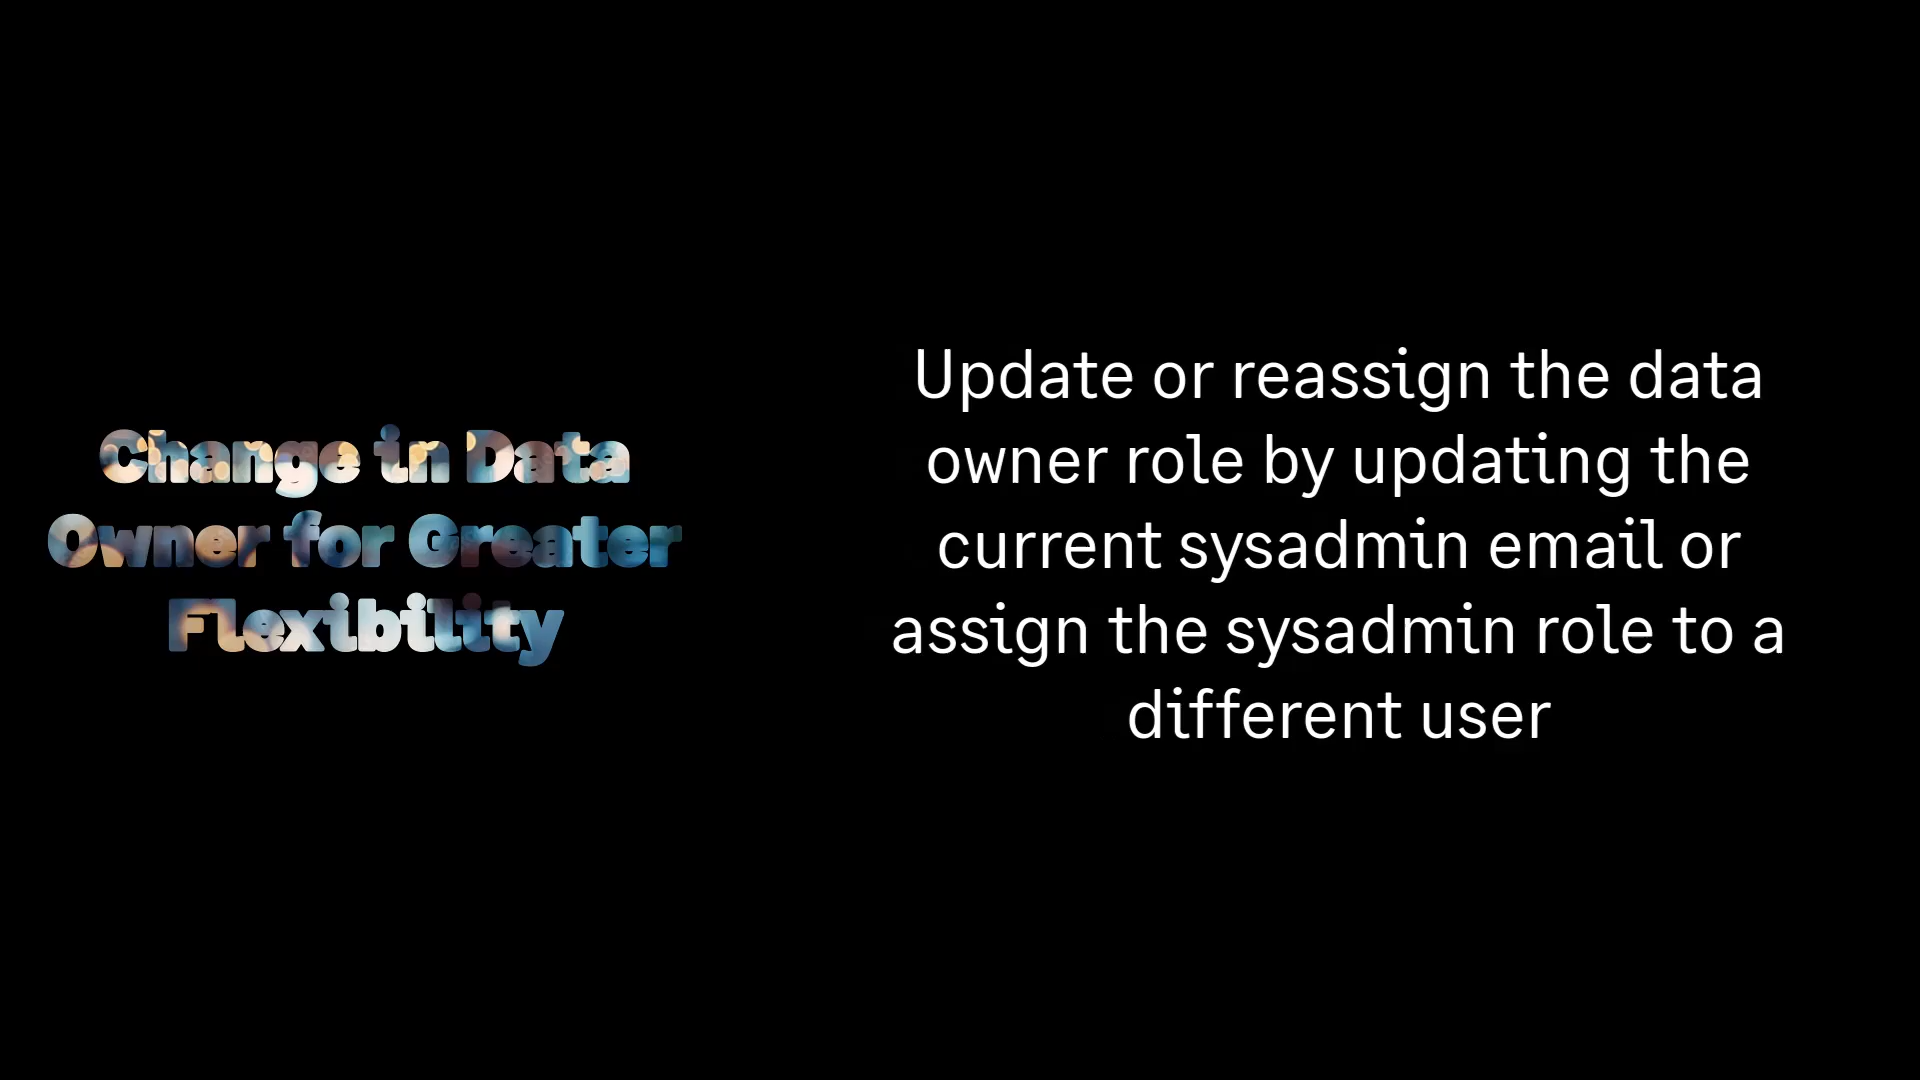 Change in Data
Owner for Greater
Flexibility
Update or reassign the data
owner role by updating the
current sysadmin email or
assign the sysadmin role to a
different user